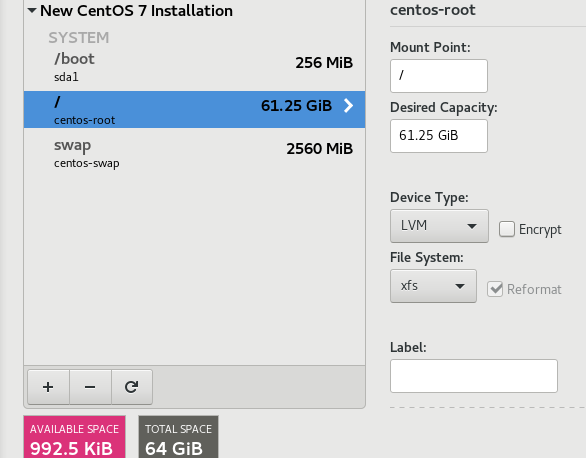 New CentOS 7 Installation
SYSTEM
/boot
256 MiB
sda1
/
61.25 GiB
centos-root
swap
2560 MiB
centos-swap
+ −
AVAILABLE SPACE
992.5 KiB
TOTAL SPACE
64 GiB
centos-root
Mount Point:
/
Desired Capacity:
61.25 GiB
Device Type:
LVM
Encrypt
File System:
xfs
Reformat
Label: